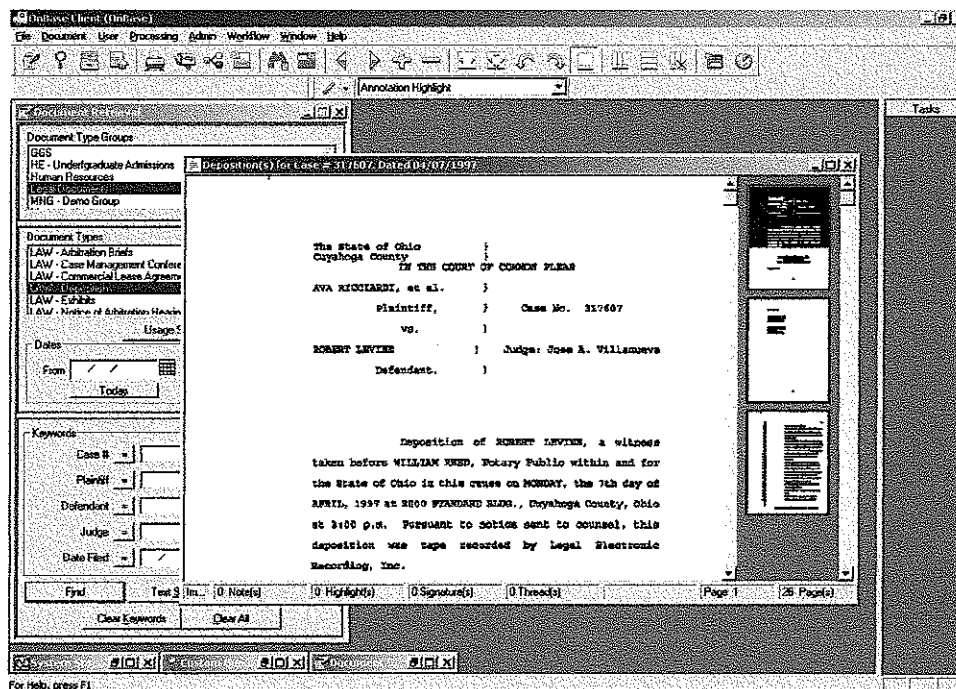 OnBase Client (OnBase)
File Document User Processing Admin Workflow Window Help
Annotation Highlight
Document Retrieval
Tasks
Document Type Groups
GGS
HE - Undergraduate Admissions
Human Resources
Legal Documents
MNG - Demo Group
Document Types
LAW - Arbitration Briefs
LAW - Case Management Confere
LAW - Commercial Lease Agreeme
LAW - Exhibits
LAW - Notice of Arbitration Hearin
Usage S
Dates
From / /
Today
Keywords
Case # =
Plaintiff =
Defendant =
Judge =
Date Filed = /
Find Text S
Clear Keywords Clear All
Deposition(s) for Case # 317607, Dated 04/07/1997
The State of Ohio }
Cuyahoga County }
IN THE COURT OF COMMON PLEAS
AVA RICCIARDI, et al. }
Plaintiff, } Case No. 317607
vs. }
ROBERT LEVINE } Judge: Jose A. Villanueva
Defendant. }
Deposition of ROBERT LEVINE, a witness
taken before WILLIAM REED, Notary Public within and for
the State of Ohio in this cause on MONDAY, the 7th day of
APRIL, 1997 at 2800 STANDARD BLDG., Cuyahoga County, Ohio
at 3:00 p.m. Pursuant to notice sent to counsel, this
deposition was tape recorded by Legal Electronic
Recording, Inc.
Im... 0 Note(s) 0 Highlight(s) 0 Signature(s) 0 Thread(s) Page 1 26 Page(s)
For Help, press F1